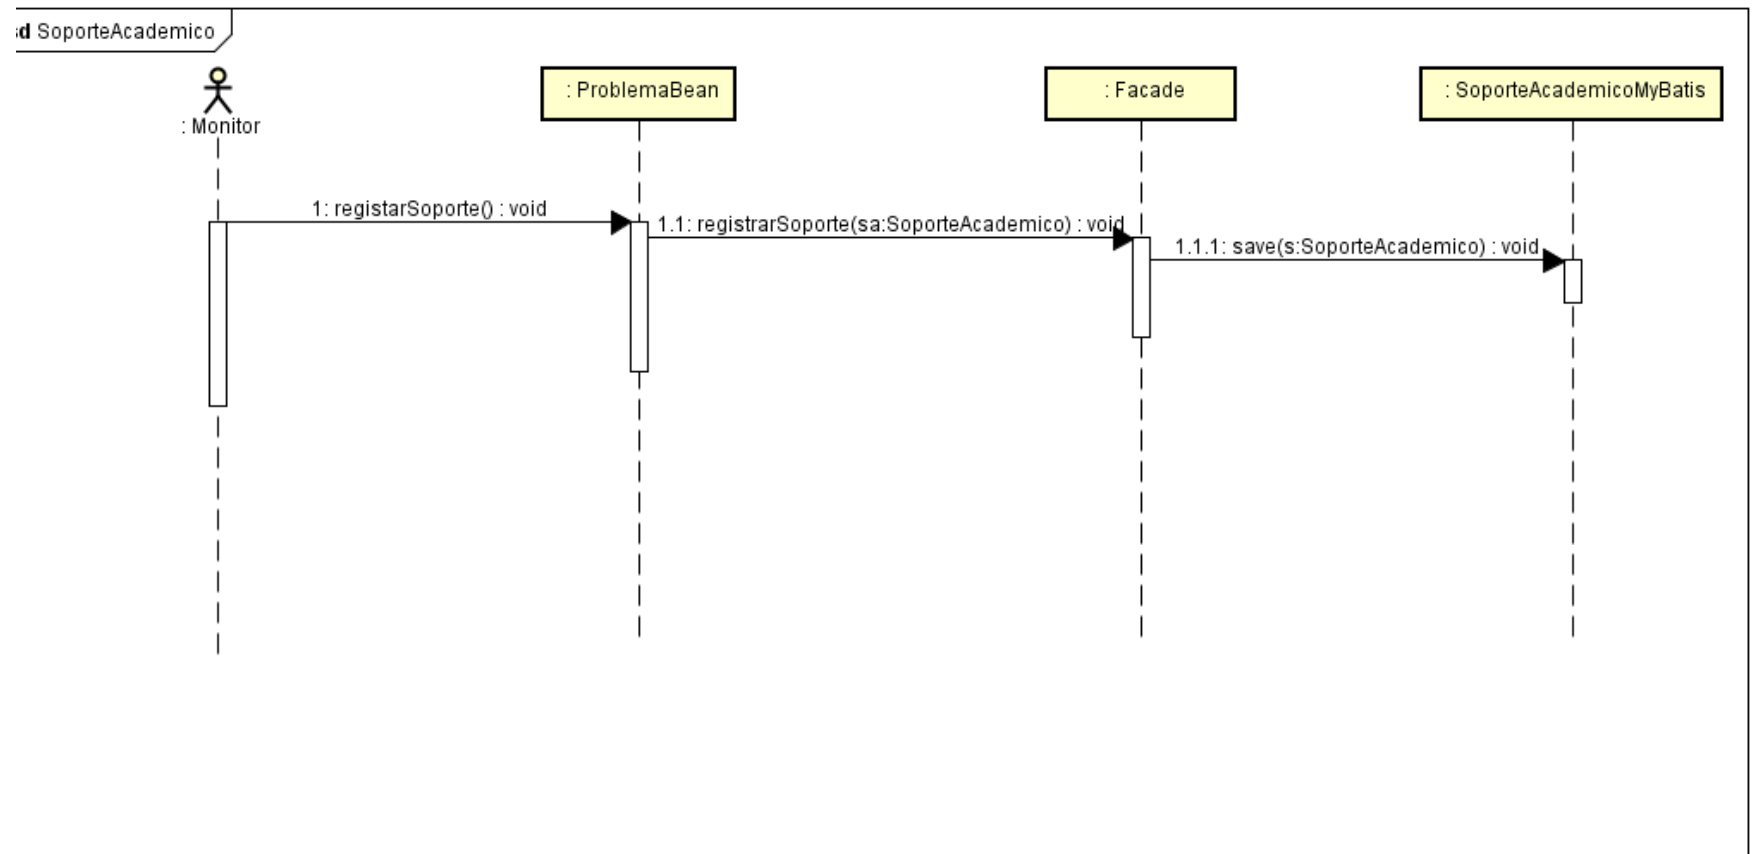 sd SoporteAcademico
: Monitor
: ProblemaBean
: Facade
: SoporteAcademicoMyBatis
1: registarSoporte() : void
1.1: registrarSoporte(sa:SoporteAcademico) : void
1.1.1: save(s:SoporteAcademico) : void